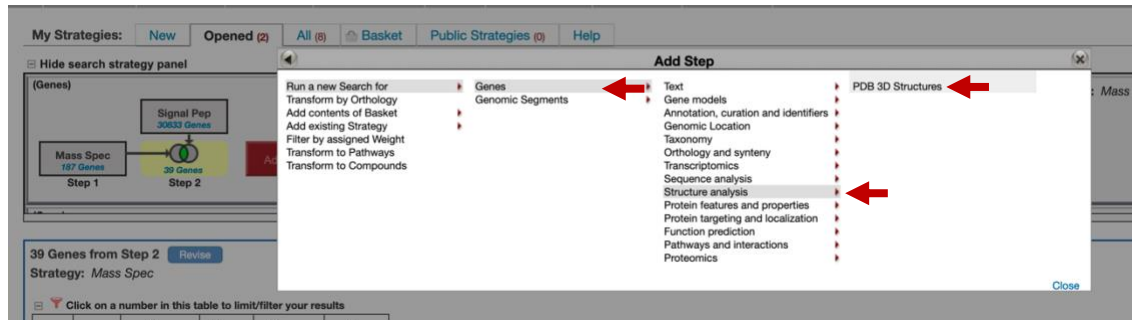 My Strategies: New Opened (2) All (8) Basket Public Strategies (0) Help
Hide search strategy panel
Add Step
(Genes)
Signal Pep
30833 Genes
Mass Spec
187 Genes
39 Genes
Step 1
Step 2
Ad
Run a new Search for
Transform by Orthology
Add contents of Basket
Add existing Strategy
Filter by assigned Weight
Transform to Pathways
Transform to Compounds
Genes
Genomic Segments
Text
Gene models
Annotation, curation and identifiers
Genomic Location
Taxonomy
Orthology and synteny
Transcriptomics
Sequence analysis
Structure analysis
Protein features and properties
Protein targeting and localization
Function prediction
Pathways and interactions
Proteomics
PDB 3D Structures
: Mass
Close
39 Genes from Step 2 Revise
Strategy: Mass Spec
Click on a number in this table to limit/filter your results